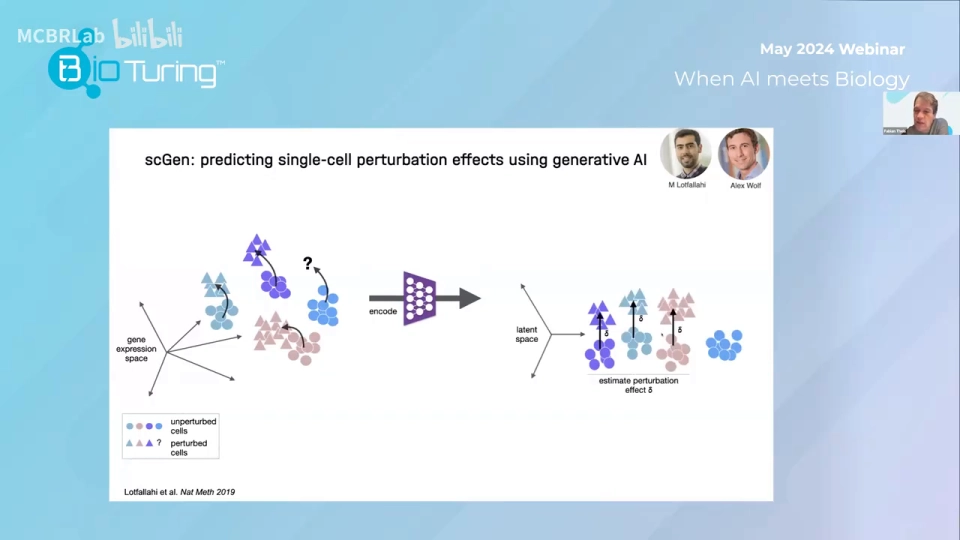 MCBRLab bilibili
BioTuring™
May 2024 Webinar
When AI meets Biology
scGen: predicting single-cell perturbation effects using generative AI
M Lotfallahi
Alex Wolf
?
encode
gene
expression
space
latent
space
δ
δ
δ
estimate perturbation
effect δ
unperturbed
cells
?
perturbed
cells
Lotfallahi et al. Nat Meth 2019